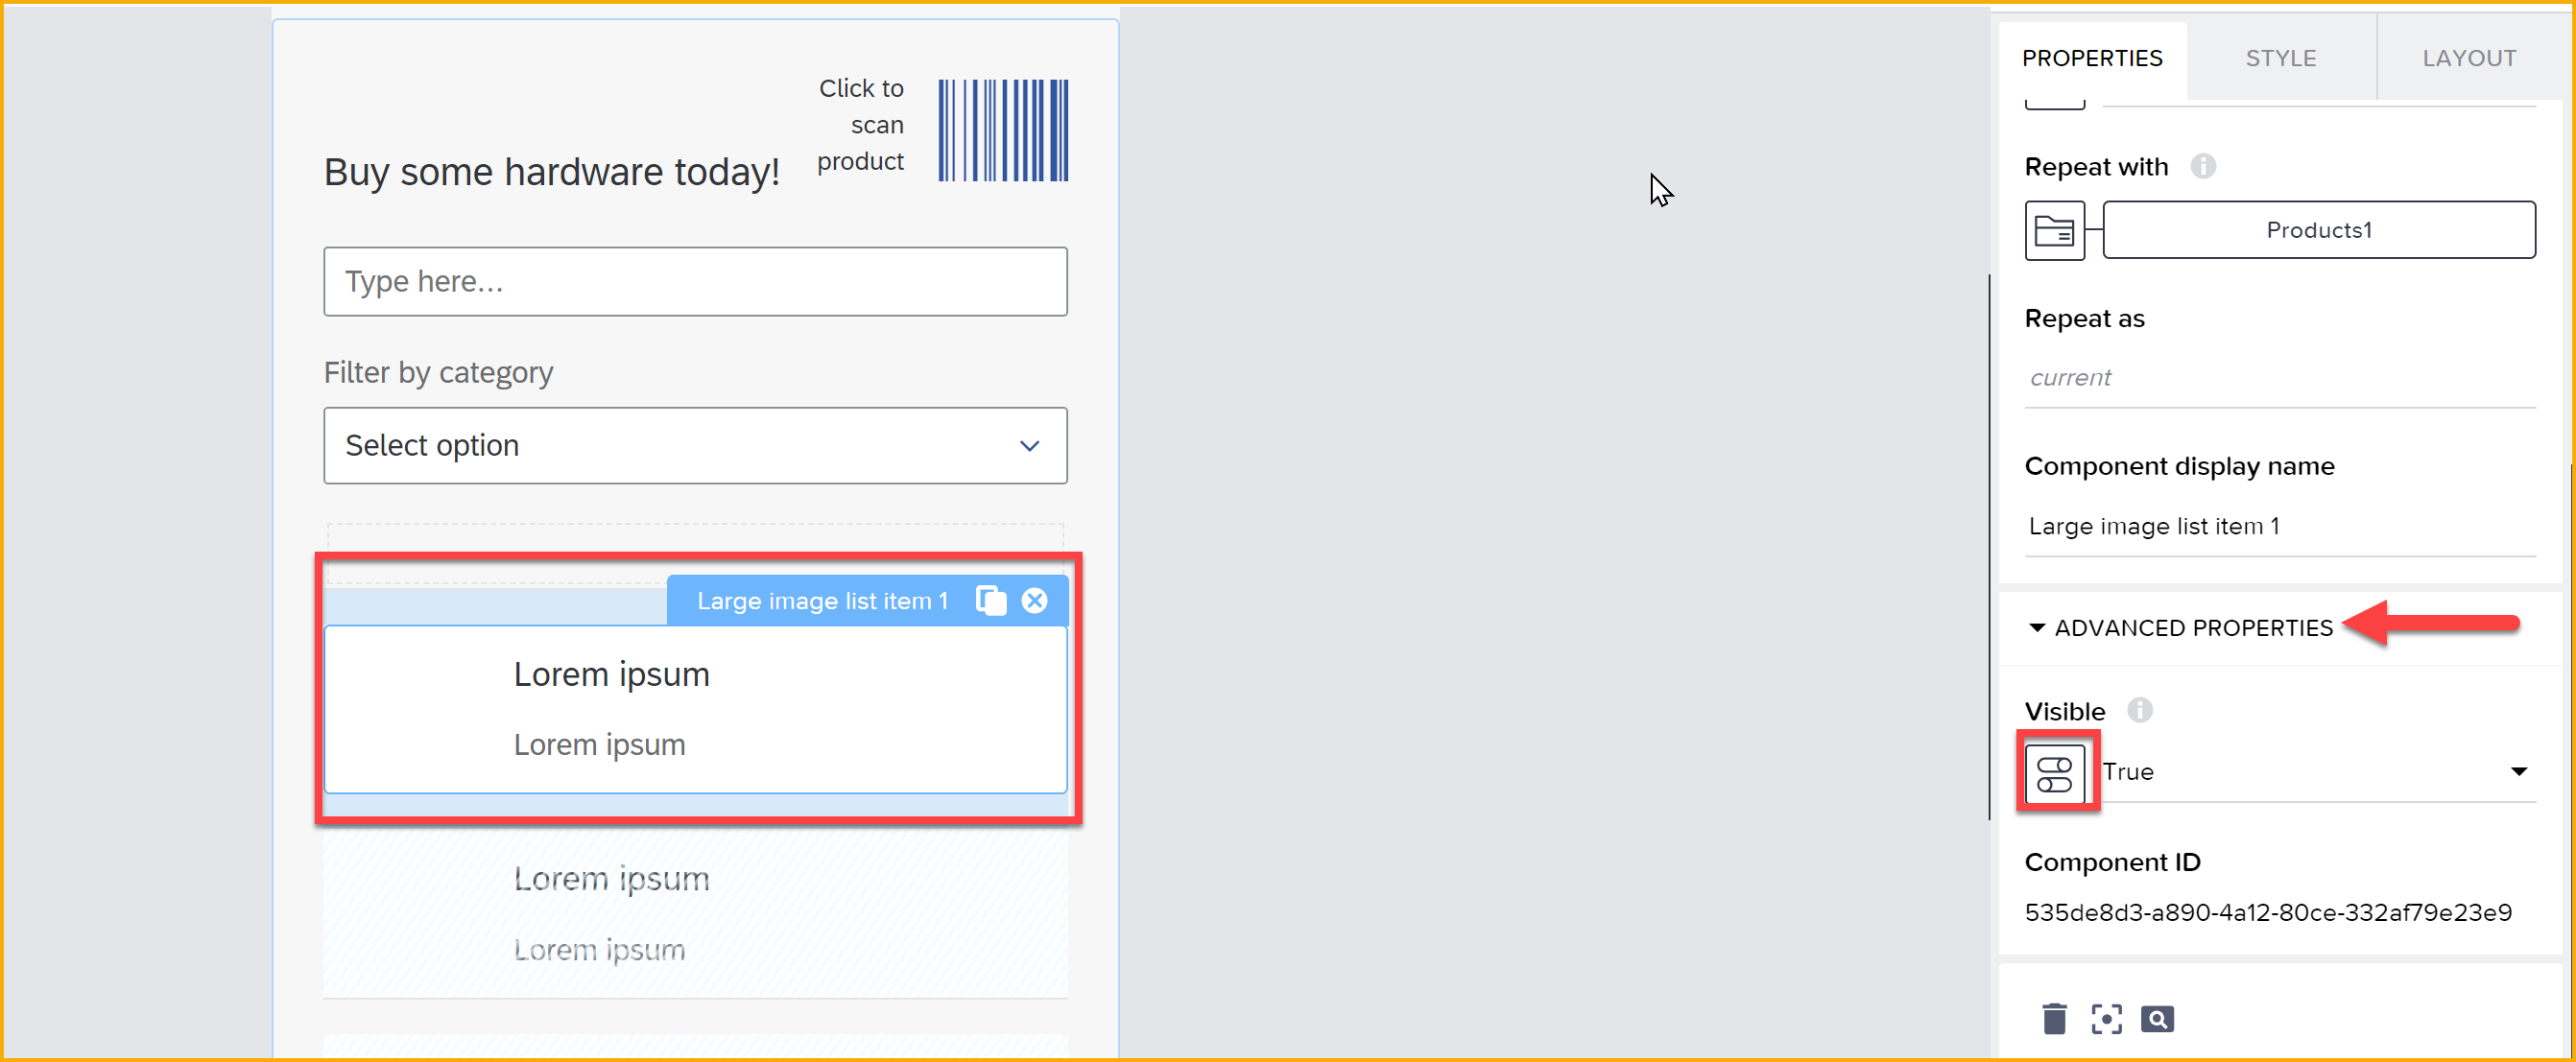 Click to
scan
product
Buy some hardware today!
Type here...
Filter by category
Select option
Large image list item 1
Lorem ipsum
Lorem ipsum
Lorem ipsum
Lorem ipsum
PROPERTIES
STYLE
LAYOUT
Repeat with
Products1
Repeat as
current
Component display name
Large image list item 1
ADVANCED PROPERTIES
Visible
True
Component ID
535de8d3-a890-4a12-80ce-332af79e23e9